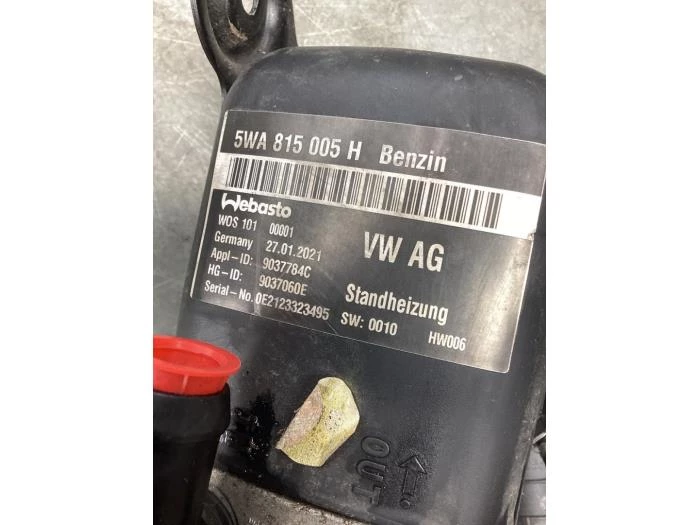 5WA 815 005 H Benzin
Webasto
WOS 101 00001
Germany 27.01.2021
Appl-ID: 9037784C
HG-ID: 9037060E
Serial-No. 0E2123323495
VW AG
Standheizung
SW: 0010 HW006
OUT